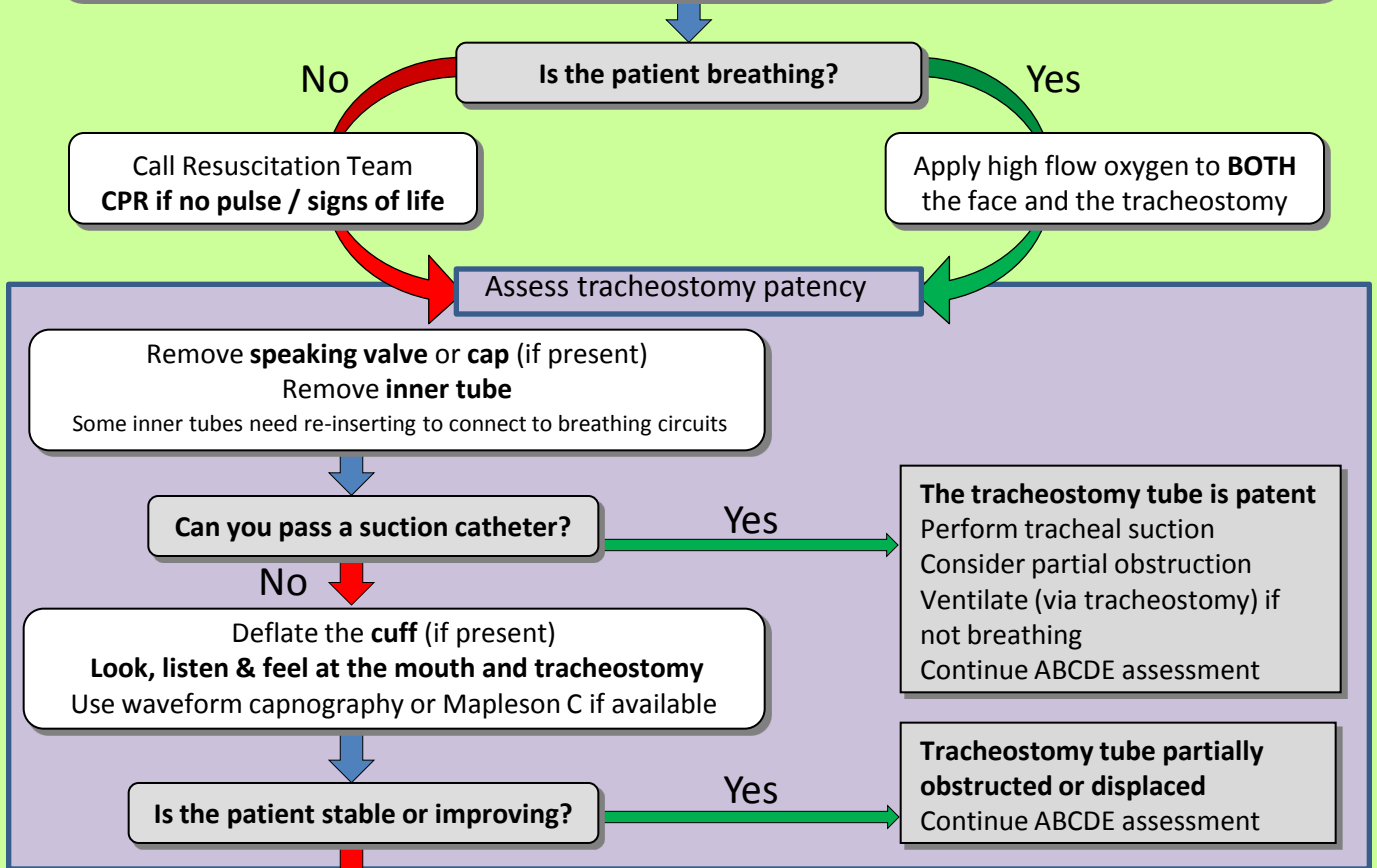 Is the patient breathing?
No
Yes
Call Resuscitation Team
CPR if no pulse / signs of life
Apply high flow oxygen to BOTH
the face and the tracheostomy
Assess tracheostomy patency
Remove speaking valve or cap (if present)
Remove inner tube
Some inner tubes need re-inserting to connect to breathing circuits
Can you pass a suction catheter?
Yes
The tracheostomy tube is patent
Perform tracheal suction
Consider partial obstruction
Ventilate (via tracheostomy) if
not breathing
Continue ABCDE assessment
No
Deflate the cuff (if present)
Look, listen & feel at the mouth and tracheostomy
Use waveform capnography or Mapleson C if available
Is the patient stable or improving?
Yes
Tracheostomy tube partially
obstructed or displaced
Continue ABCDE assessment